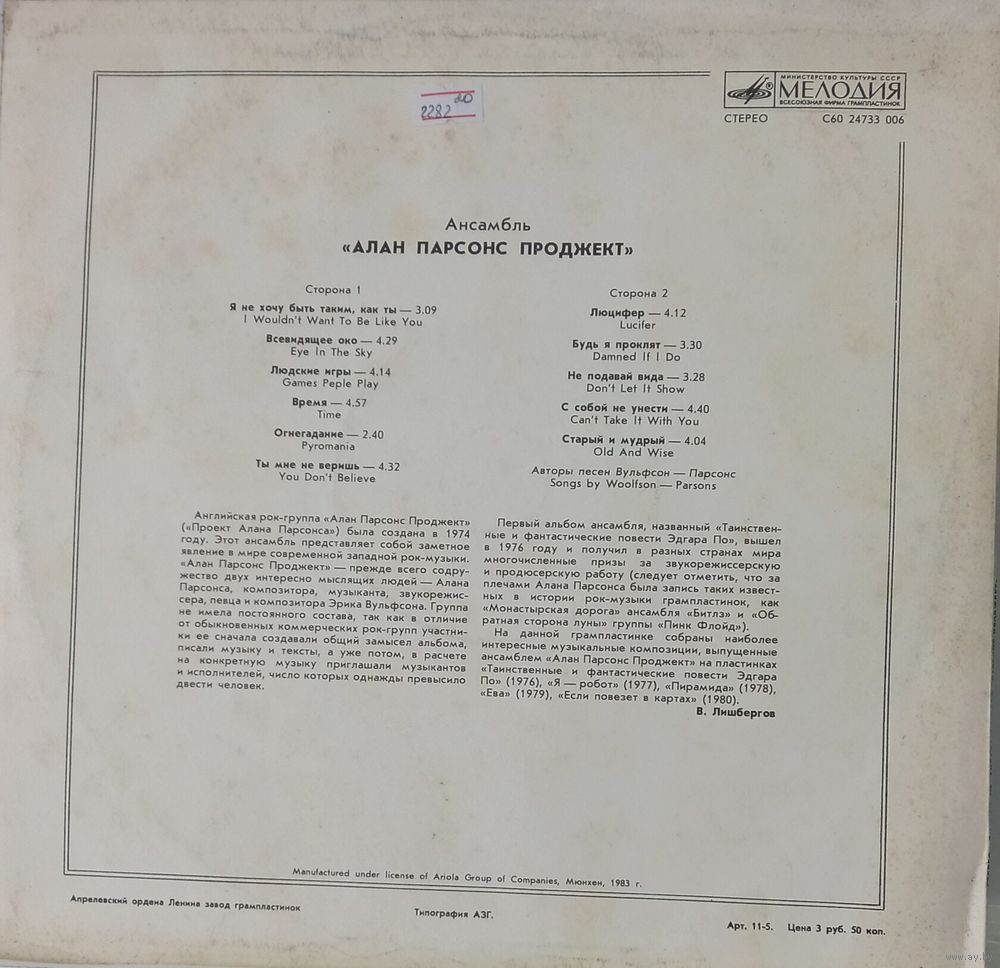 2282
МИНИСТЕРСТВО КУЛЬТУРЫ СССР
МЕЛОДИЯ
ВСЕСОЮЗНАЯ ФИРМА ГРАМПЛАСТИНОК
СТЕРЕО С60 24733 006
Ансамбль
«АЛАН ПАРСОНС ПРОДЖЕКТ»
Сторона 1
Я не хочу быть таким, как ты — 3.09
I Wouldn't Want To Be Like You
Всевидящее око — 4.29
Eye In The Sky
Людские игры — 4.14
Games Peple Play
Время — 4.57
Time
Огнегадание — 2.40
Pyromania
Ты мне не веришь — 4.32
You Don't Believe
Сторона 2
Люцифер — 4.12
Lucifer
Будь я проклят — 3.30
Damned If I Do
Не подавай вида — 3.28
Don't Let It Show
С собой не унести — 4.40
Can't Take It With You
Старый и мудрый — 4.04
Old And Wise
Авторы песен Вульфсон — Парсонс
Songs by Woolfson — Parsons
Английская рок-группа «Алан Парсонс Проджект»
(«Проект Алана Парсонса») была создана в 1974
году. Этот ансамбль представляет собой заметное
явление в мире современной западной рок-музыки.
«Алан Парсонс Проджект» — прежде всего содру-
жество двух интересно мыслящих людей — Алана
Парсонса, композитора, музыканта, звукорежис-
сера, певца и композитора Эрика Вульфсона. Группа
не имела постоянного состава, так как в отличие
от обыкновенных коммерческих рок-групп участни-
ки ее сначала создавали общий замысел альбома,
писали музыку и тексты, а уже потом, в расчете
на конкретную музыку приглашали музыкантов
и исполнителей, число которых однажды превысило
двести человек.
Первый альбом ансамбля, названный «Таинствен-
ные и фантастические повести Эдгара По», вышел
в 1976 году и получил в разных странах мира
многочисленные призы за звукорежиссерскую
и продюсерскую работу (следует отметить, что за
плечами Алана Парсонса была запись таких извест-
ных в истории рок-музыки грампластинок, как
«Монастырская дорога» ансамбля «Битлз» и «Об-
ратная сторона луны» группы «Пинк Флойд»).
На данной грампластинке собраны наиболее
интересные музыкальные композиции, выпущенные
ансамблем «Алан Парсонс Проджект» на пластинках
«Таинственные и фантастические повести Эдгара
По» (1976), «Я — робот» (1977), «Пирамида» (1978),
«Ева» (1979), «Если повезет в картах» (1980).
В. Лишбергов
Manufactured under license of Ariola Group of Companies, Мюнхен, 1983 г.
Апрелевский ордена Ленина завод грампластинок
Типография АЗГ.
Арт. 11-5. Цена 3 руб. 50 коп.